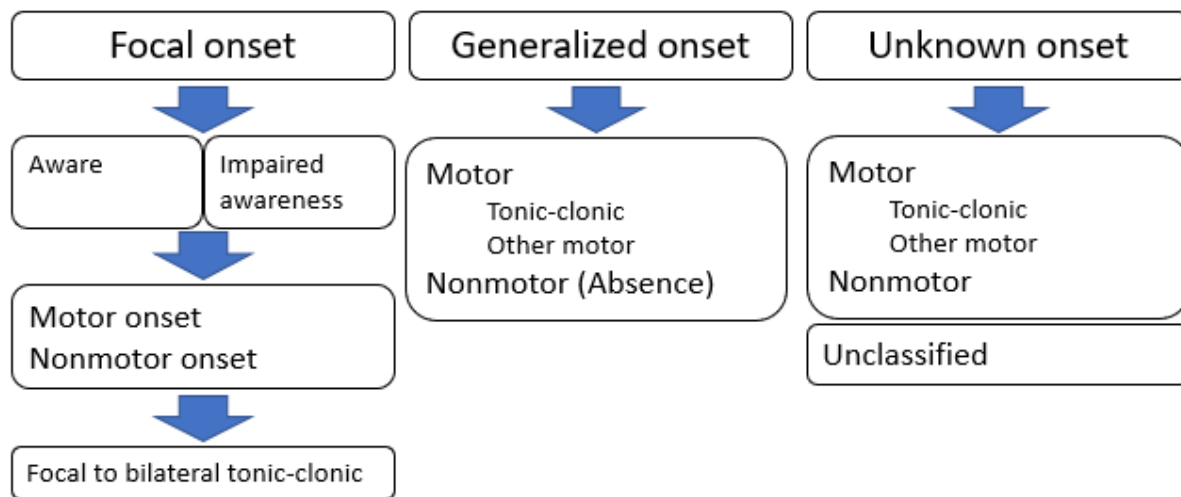 Focal onset
Aware
Impaired
awareness
Motor onset
Nonmotor onset
Focal to bilateral tonic-clonic
Generalized onset
Motor
Tonic-clonic
Other motor
Nonmotor (Absence)
Unknown onset
Motor
Tonic-clonic
Other motor
Nonmotor
Unclassified